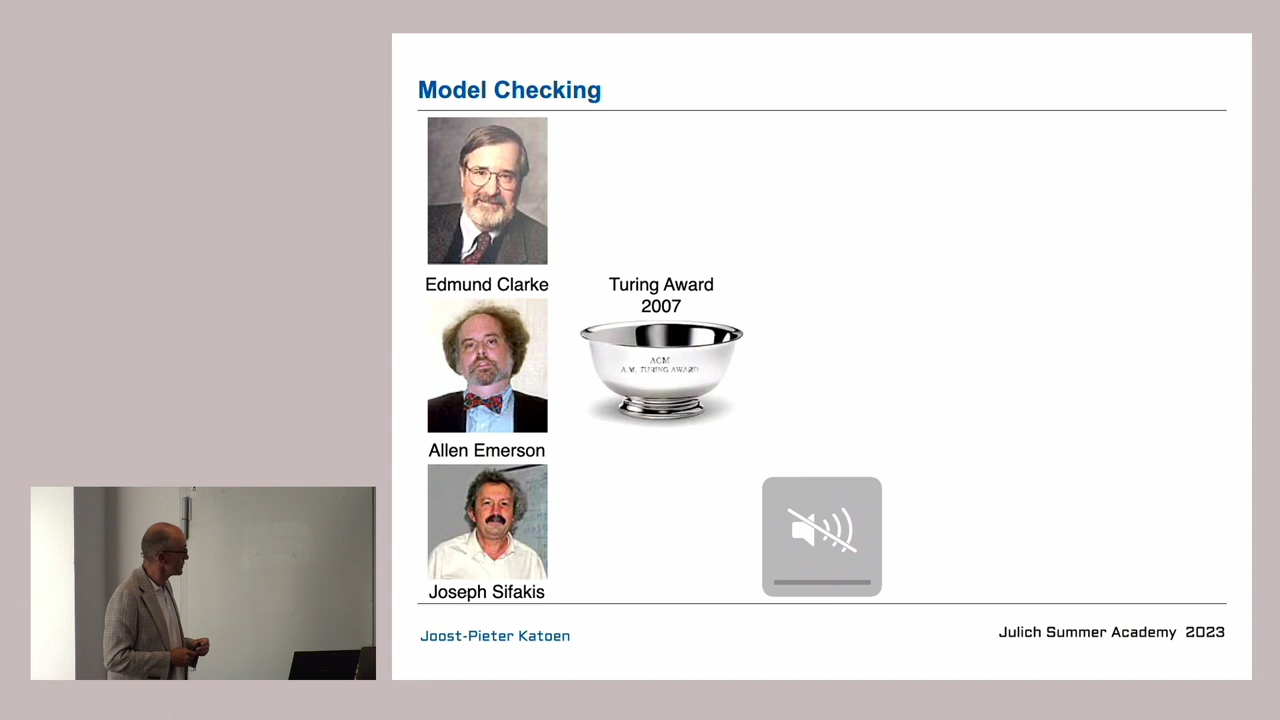 Model Checking
Edmund Clarke
Turing Award
2007
ACM
A.M. TURING AWARD
Allen Emerson
Joseph Sifakis
Joost-Pieter Katoen
Julich Summer Academy 2023